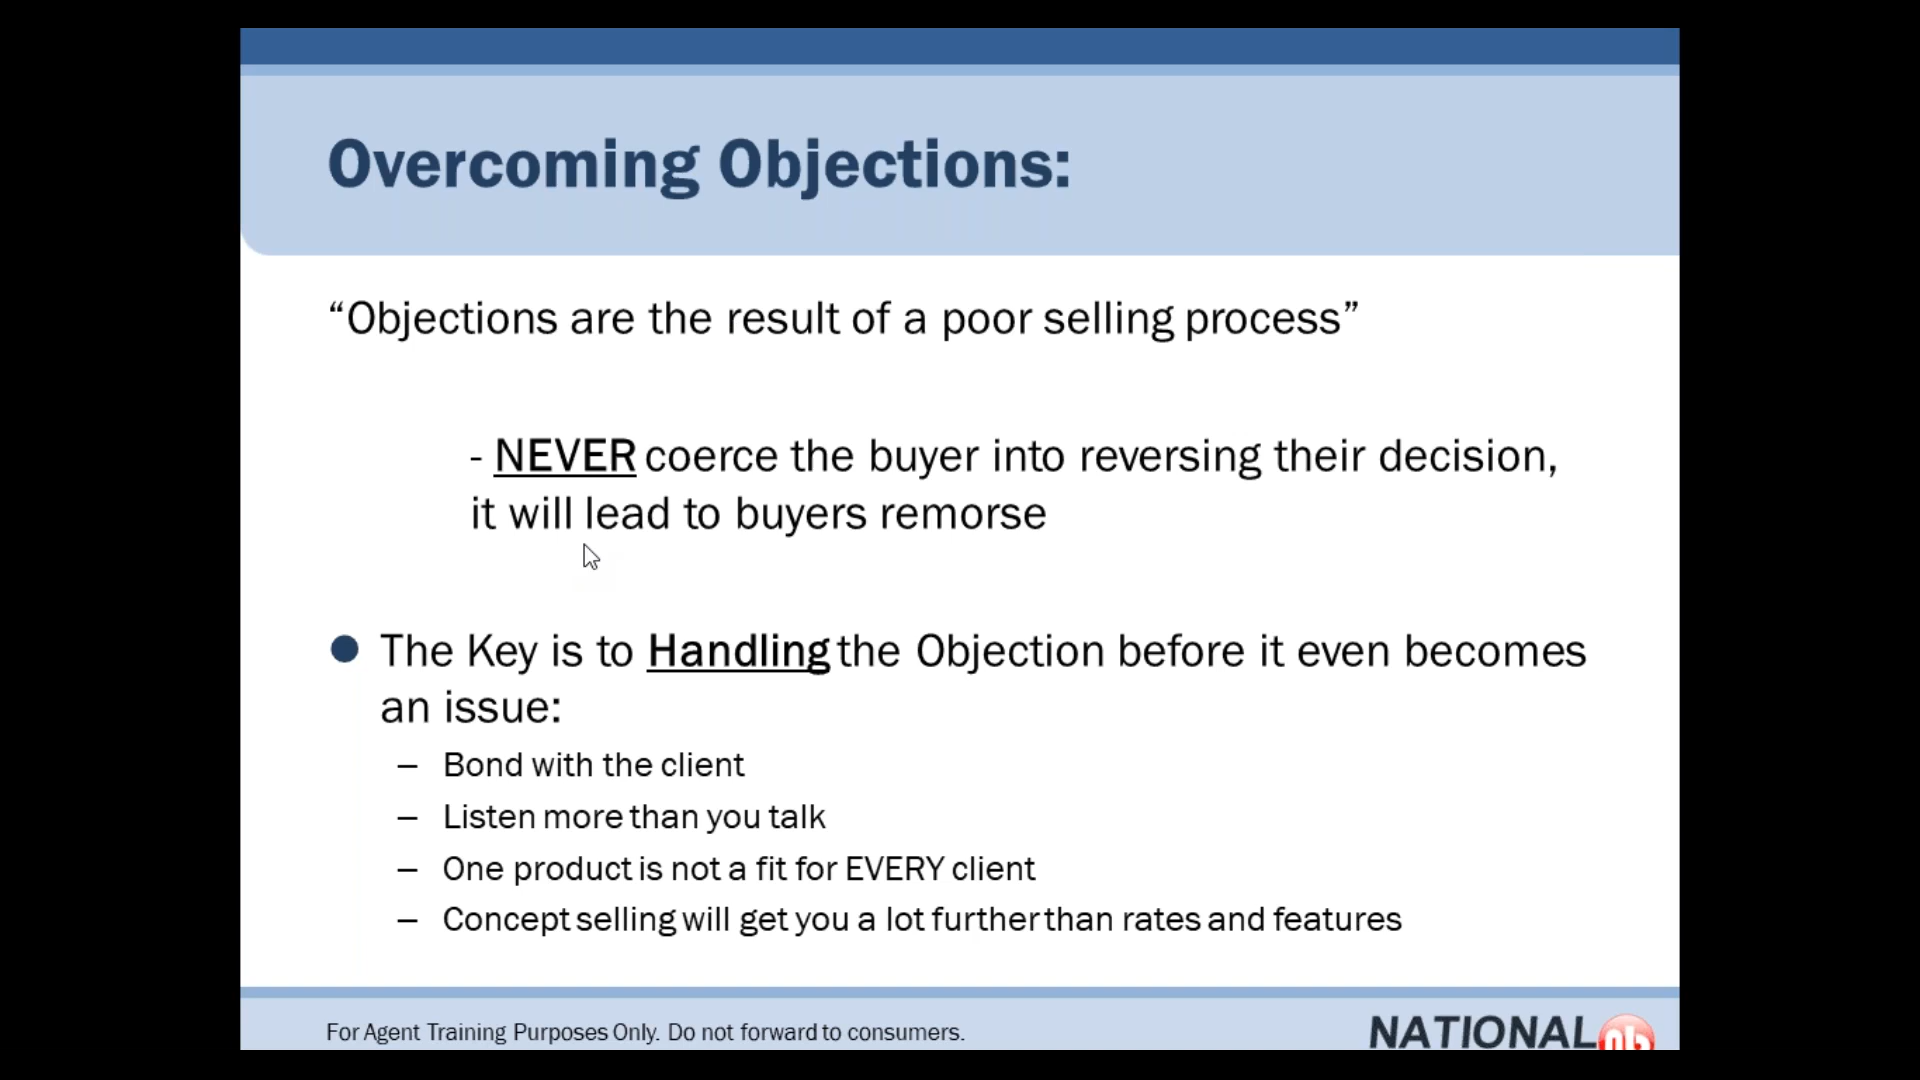 Overcoming Objections:
“Objections are the result of a poor selling process”
- NEVER coerce the buyer into reversing their decision,
it will lead to buyers remorse
The Key is to Handling the Objection before it even becomes
an issue:
– Bond with the client
– Listen more than you talk
– One product is not a fit for EVERY client
– Concept selling will get you a lot further than rates and features
For Agent Training Purposes Only. Do not forward to consumers.
NATIONAL nb